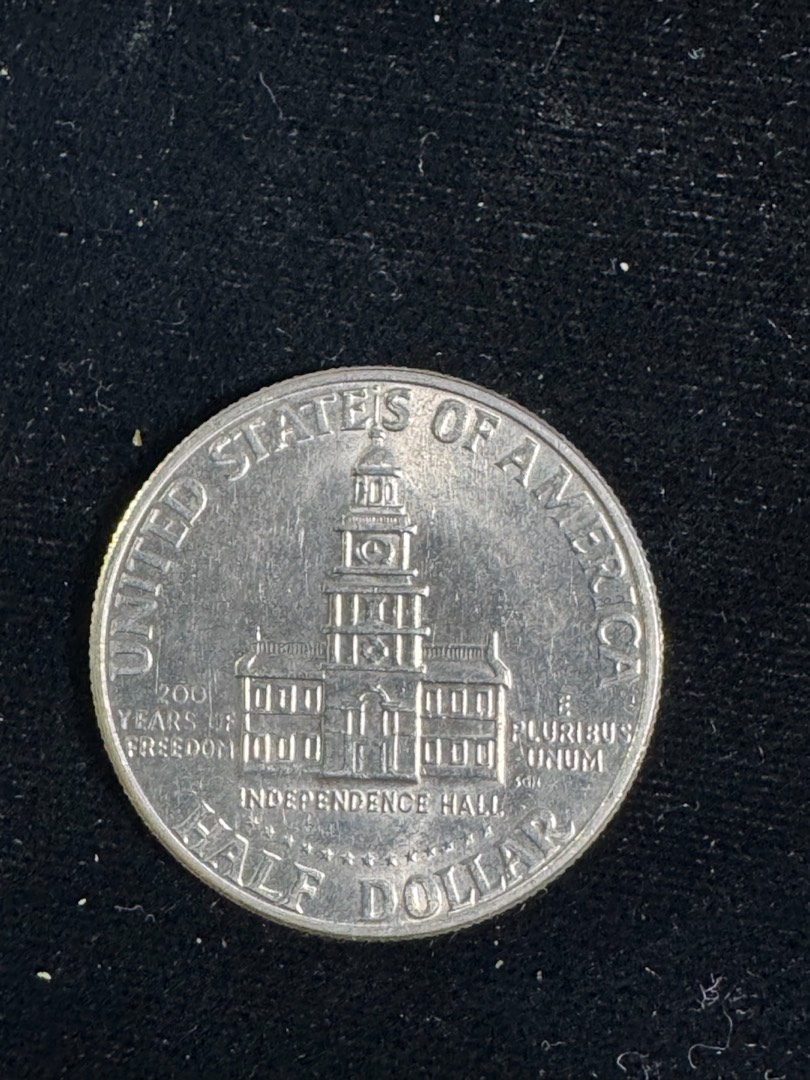 UNITED STATES OF AMERICA
200
YEARS OF
FREEDOM
E
PLURIBUS
UNUM
SGH
INDEPENDENCE HALL
HALF DOLLAR